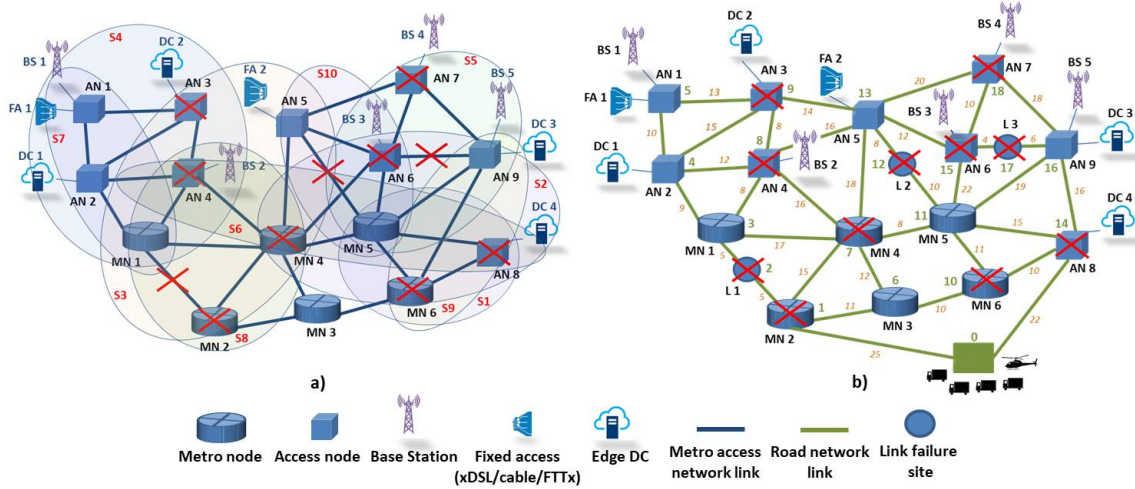 S4
DC 2
BS 1
AN 3
FA 1
AN 1
S7
DC 1
AN 2
AN 4
BS 2
FA 2
AN 5
S10
BS 3
BS 4
AN 7
S5
BS 5
AN 6
AN 9
DC 3
S2
DC 4
MN 5
AN 8
MN 1
S6
MN 4
S3
MN 2
S8
MN 3
MN 6
S9
S1
a)
DC 2
BS 1
AN 3
FA 1
AN 1
5
13
9
14
10
15
8
DC 1
AN 2
4
12
8
AN 4
BS 2
16
FA 2
13
AN 5
20
BS 4
AN 7
18
10
18
BS 5
BS 3
12
8
12
L 2
10
15
AN 6
4
L 3
17
6
16
AN 9
DC 3
22
19
16
DC 4
9
8
16
18
MN 1
3
17
MN 4
7
8
11
MN 5
15
14
AN 8
5
2
L 1
5
15
12
6
11
10
MN 6
10
MN 2
1
11
MN 3
10
22
25
0
b)
Metro node
Access node
Base Station
Fixed access
(xDSL/cable/FTTx)
Edge DC
Metro access
network link
Road network
link
Link failure
site